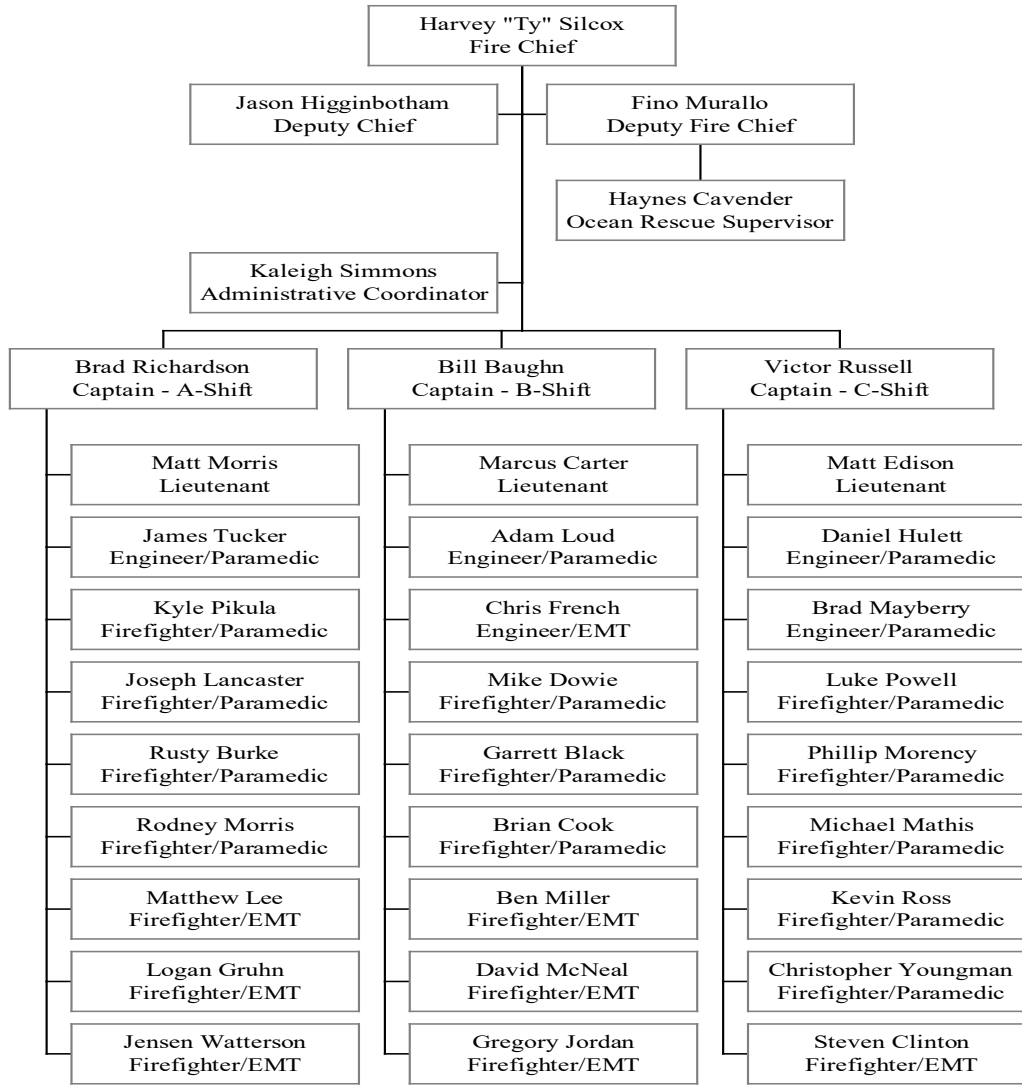 Harvey "Ty" Silcox
Fire Chief
Jason Higginbotham
Deputy Chief
Fino Murallo
Deputy Fire Chief
Haynes Cavender
Ocean Rescue Supervisor
Kaleigh Simmons
Administrative Coordinator
Brad Richardson
Captain - A-Shift
Matt Morris
Lieutenant
James Tucker
Engineer/Paramedic
Kyle Pikula
Firefighter/Paramedic
Joseph Lancaster
Firefighter/Paramedic
Rusty Burke
Firefighter/Paramedic
Rodney Morris
Firefighter/Paramedic
Matthew Lee
Firefighter/EMT
Logan Gruhn
Firefighter/EMT
Jensen Watterson
Firefighter/EMT
Bill Baughn
Captain - B-Shift
Marcus Carter
Lieutenant
Adam Loud
Engineer/Paramedic
Chris French
Engineer/EMT
Mike Dowie
Firefighter/Paramedic
Garrett Black
Firefighter/Paramedic
Brian Cook
Firefighter/Paramedic
Ben Miller
Firefighter/EMT
David McNeal
Firefighter/EMT
Gregory Jordan
Firefighter/EMT
Victor Russell
Captain - C-Shift
Matt Edison
Lieutenant
Daniel Hulett
Engineer/Paramedic
Brad Mayberry
Engineer/Paramedic
Luke Powell
Firefighter/Paramedic
Phillip Morency
Firefighter/Paramedic
Michael Mathis
Firefighter/Paramedic
Kevin Ross
Firefighter/Paramedic
Christopher Youngman
Firefighter/Paramedic
Steven Clinton
Firefighter/EMT